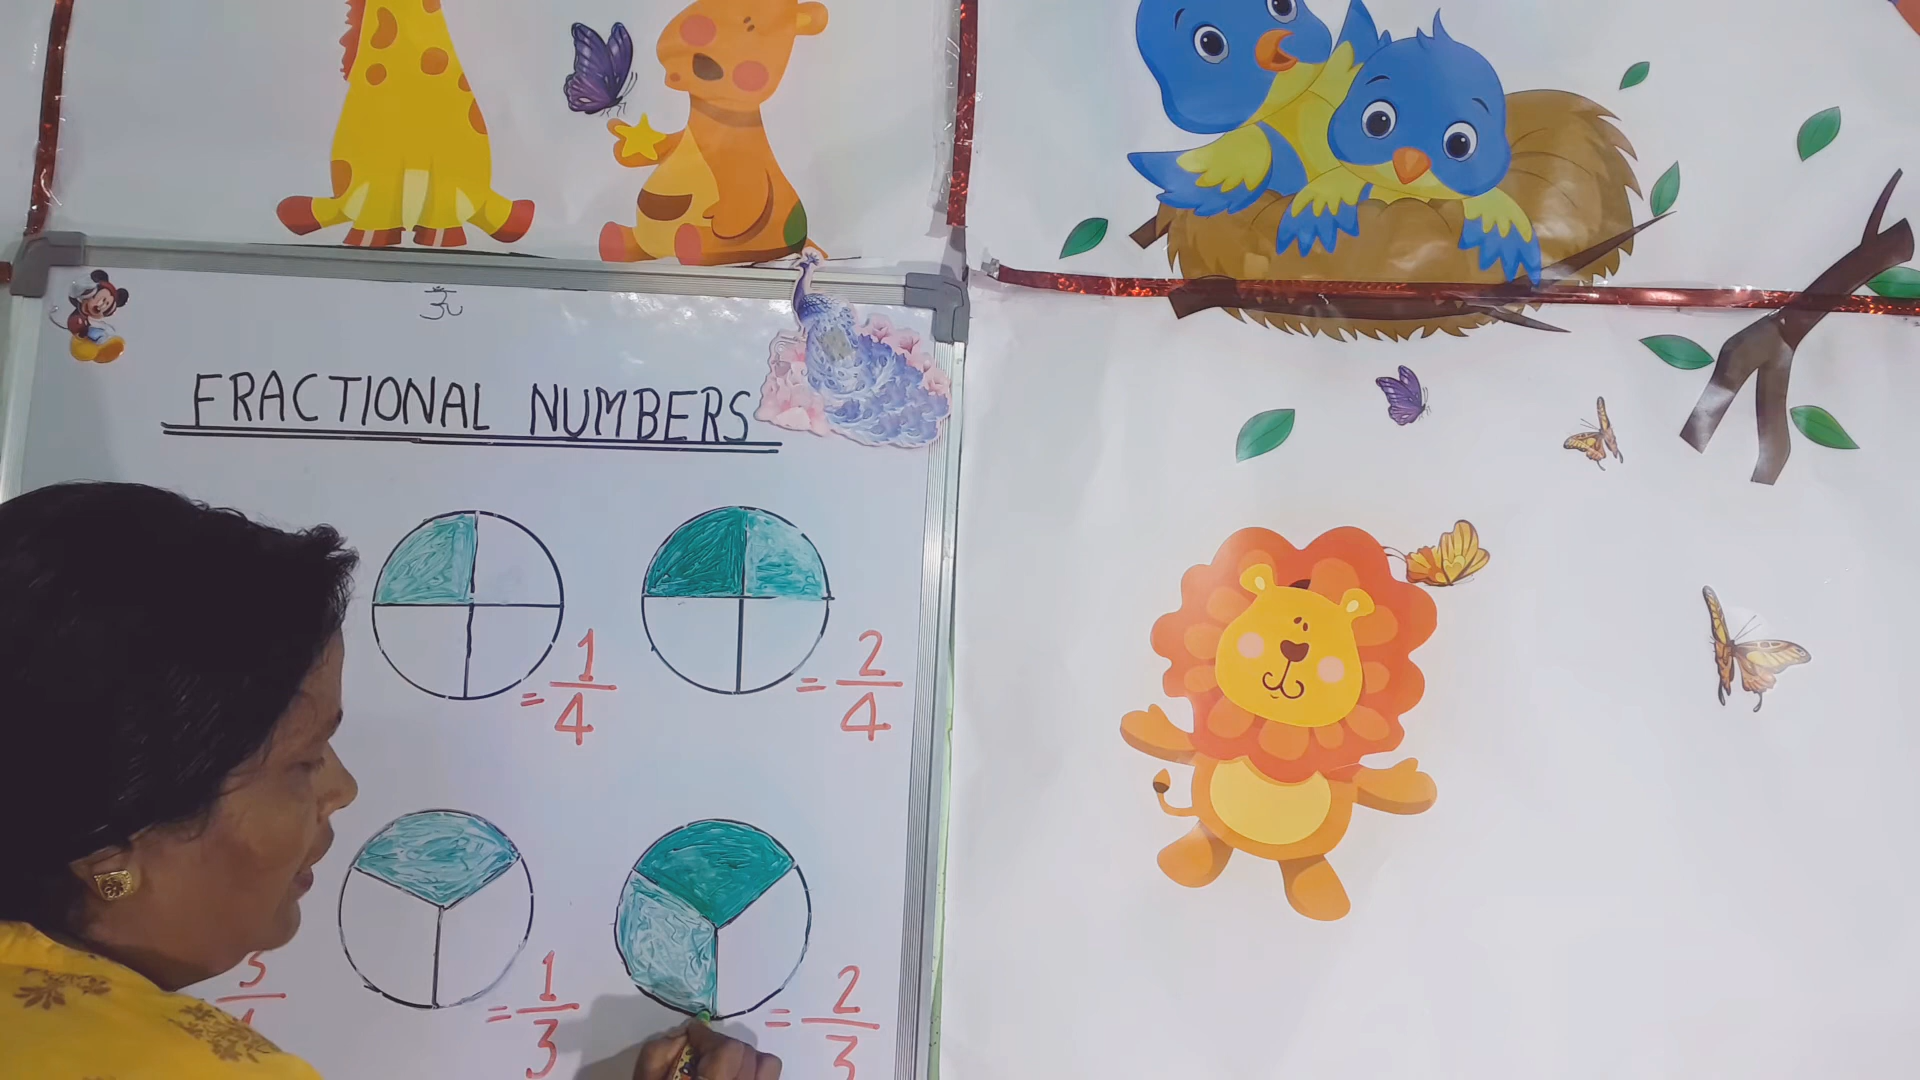 ॐ
FRACTIONAL NUMBERS
= 1/4
= 2/4
= 1/3
= 2/3